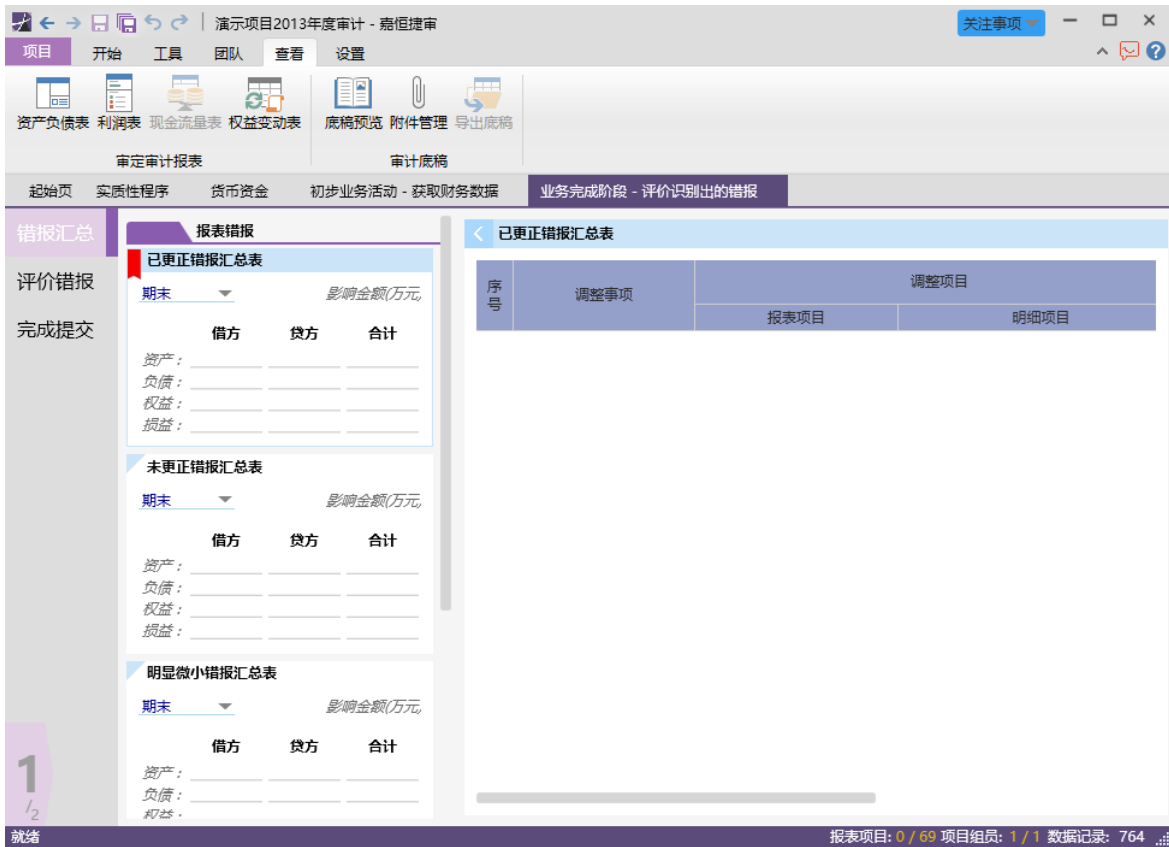 演示项目2013年度审计 - 嘉恒捷审
关注事项
项目 开始 工具 团队 查看 设置
资产负债表 利润表 现金流量表 权益变动表 底稿预览 附件管理 导出底稿
审定审计报表 审计底稿
起始页 实质性程序 货币资金 初步业务活动 - 获取财务数据 业务完成阶段 - 评价识别出的错报
错报汇总
评价错报
完成提交
报表错报
已更正错报汇总表
期末 影响金额(万元,
借方 贷方 合计
资产：
负债：
权益：
损益：
未更正错报汇总表
期末 影响金额(万元,
借方 贷方 合计
资产：
负债：
权益：
损益：
明显微小错报汇总表
期末 影响金额(万元,
借方 贷方 合计
资产：
负债：
权益：
已更正错报汇总表
序号 调整事项 调整项目
报表项目 明细项目
1
/2
就绪
报表项目: 0 / 69 项目组员: 1 / 1 数据记录: 764